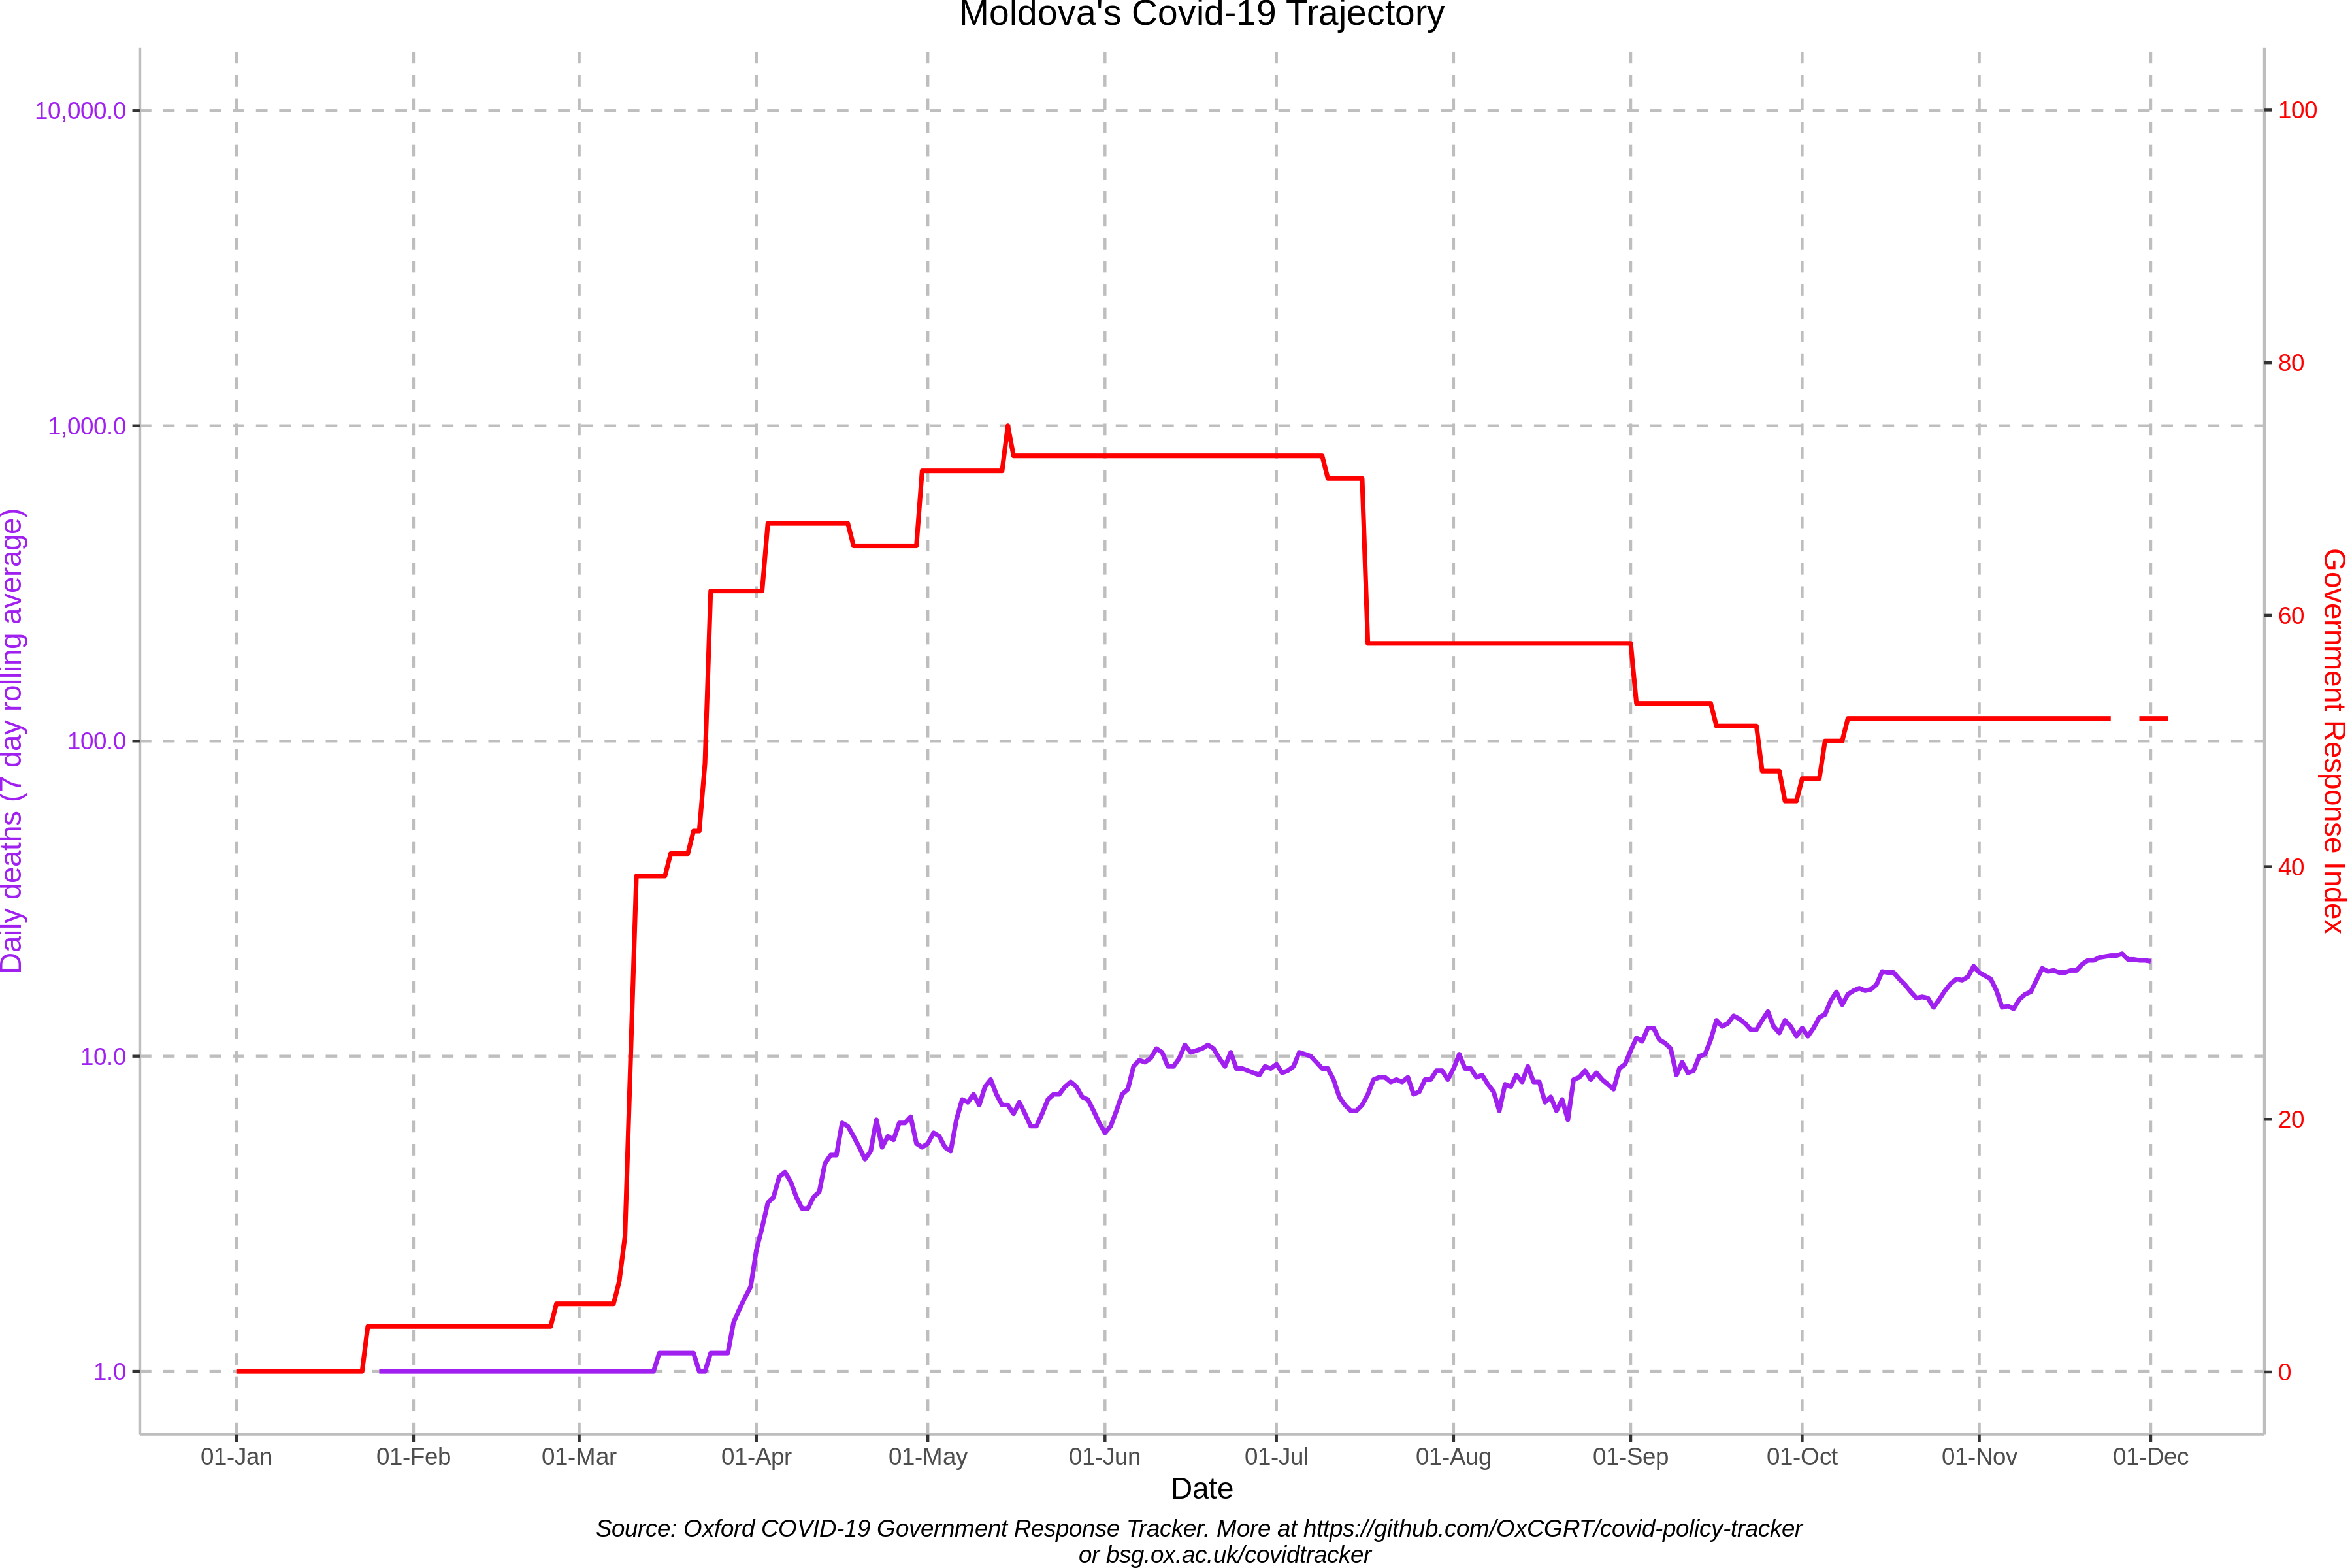 Moldova's Covid-19 Trajectory
10,000.0
1,000.0
100.0
10.0
1.0
Daily deaths (7 day rolling average)
100
80
60
40
20
0
Government Response Index
01-Jan 01-Feb 01-Mar 01-Apr 01-May 01-Jun 01-Jul 01-Aug 01-Sep 01-Oct 01-Nov 01-Dec
Date
Source: Oxford COVID-19 Government Response Tracker. More at https://github.com/OxCGRT/covid-policy-tracker
or bsg.ox.ac.uk/covidtracker